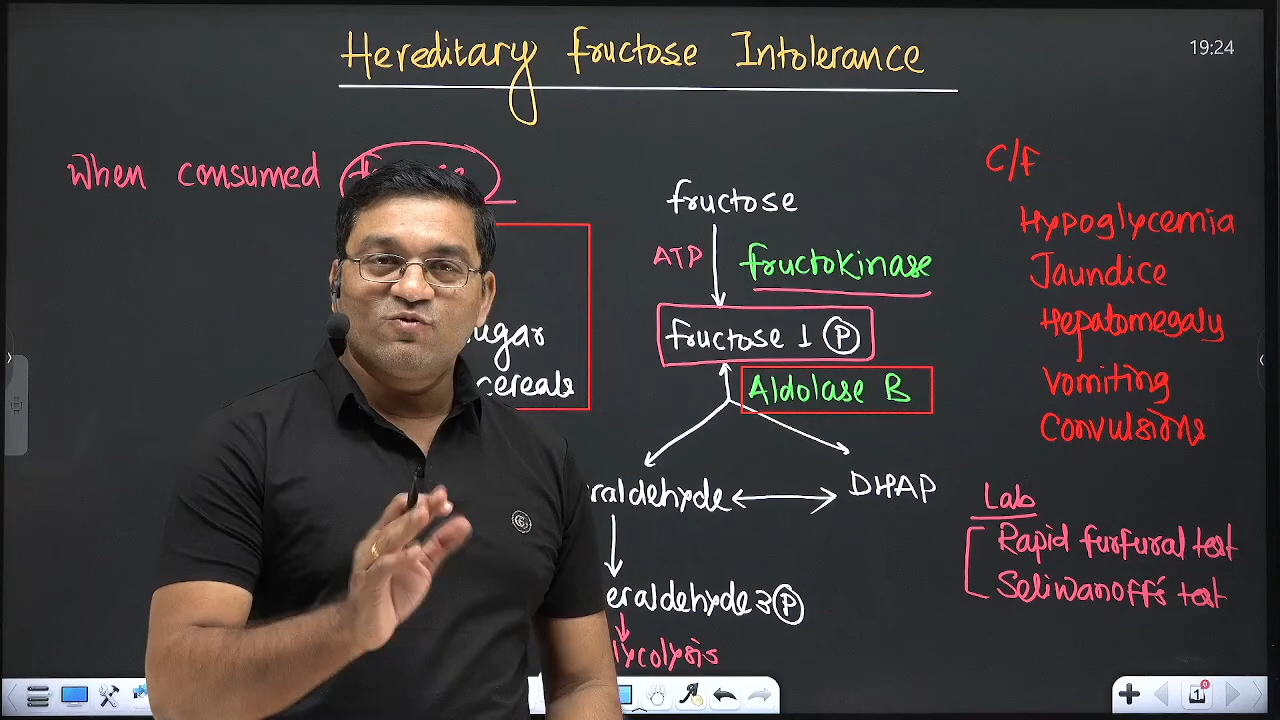 Hereditary fructose Intolerance
19:24
When consumed
ugar
cereals
fructose
ATP
fructokinase
fructose 1 P
Aldolase B
raldehyde
DHAP
eraldehyde 3 P
lycolysis
C/F
Hypoglycemia
Jaundice
Hepatomegaly
Vomiting
Convulsions
Lab
Rapid furfural test
Seliwanoff's test
1